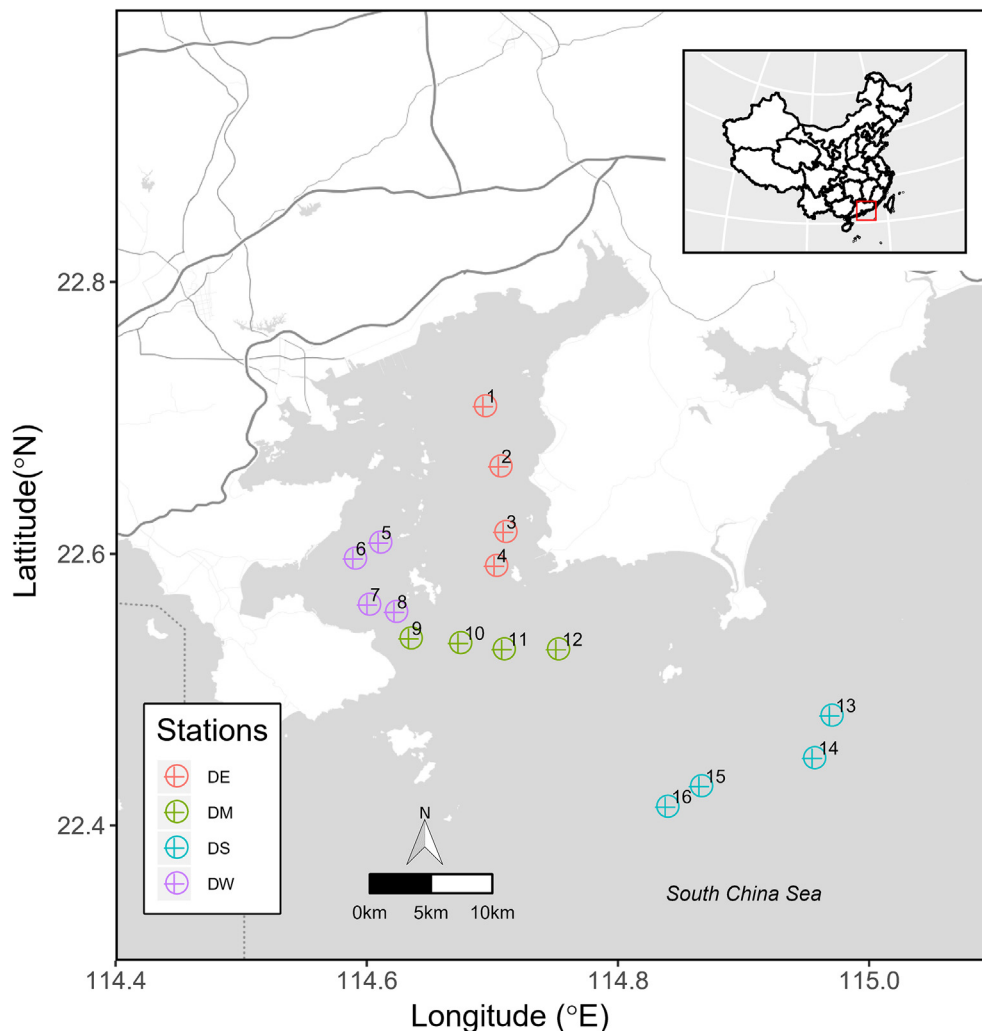 22.8
22.6
22.4
Lattitude(°N)
1
2
3
4
5
6
7
8
9
10
11
12
13
14
15
16
Stations
DE
DM
DS
DW
N
0km 5km 10km
South China Sea
114.4 114.6 114.8 115.0
Longitude (°E)